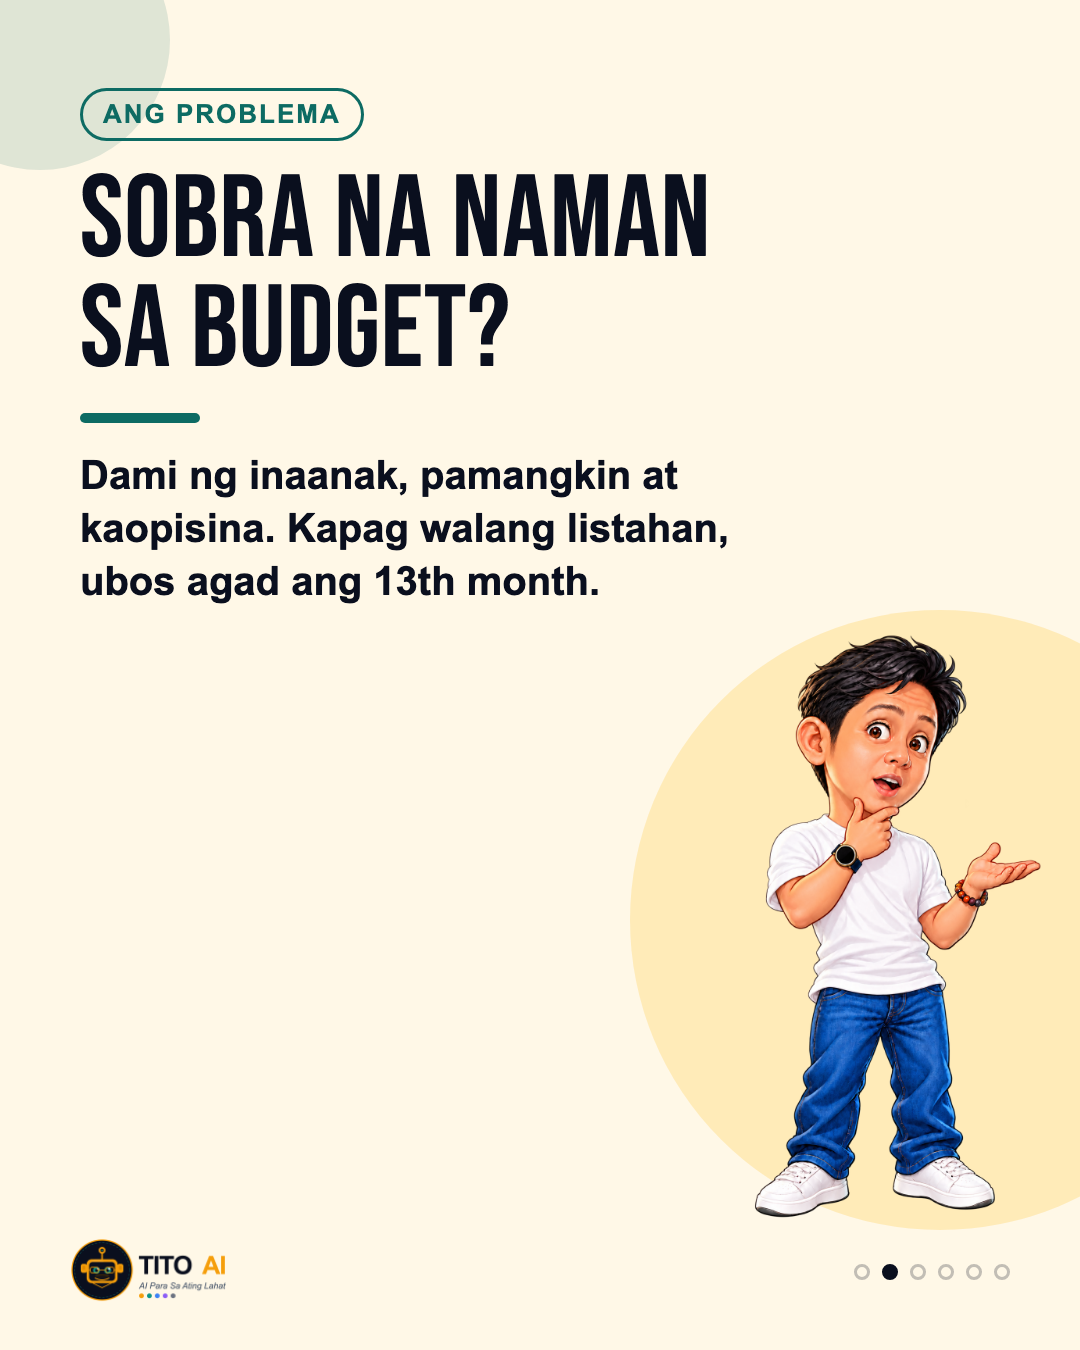 ANG PROBLEMA
SOBRA NA NAMAN
SA BUDGET?
Dami ng inaanak, pamangkin at
kaopisina. Kapag walang listahan,
ubos agad ang 13th month.
TITO AI
AI Para Sa Ating Lahat